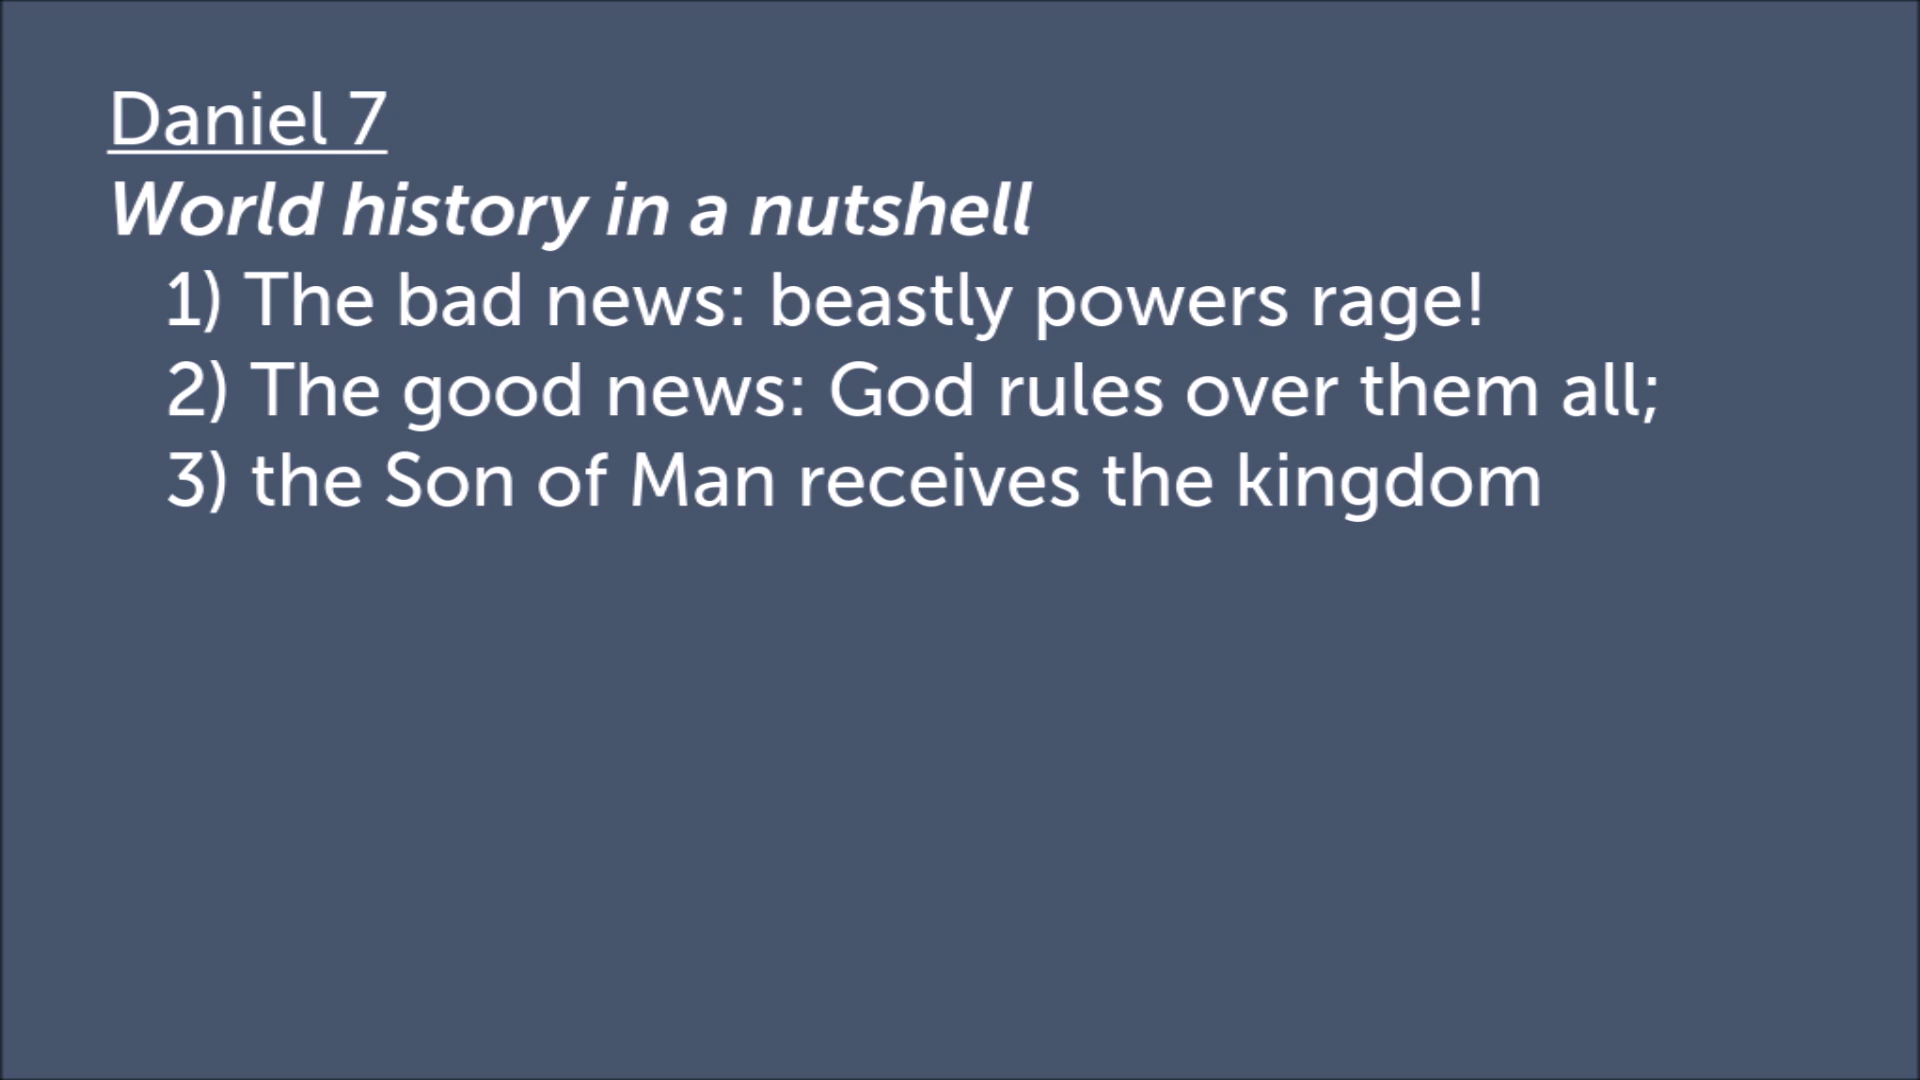 Daniel 7
World history in a nutshell
1) The bad news: beastly powers rage!
2) The good news: God rules over them all;
3) the Son of Man receives the kingdom